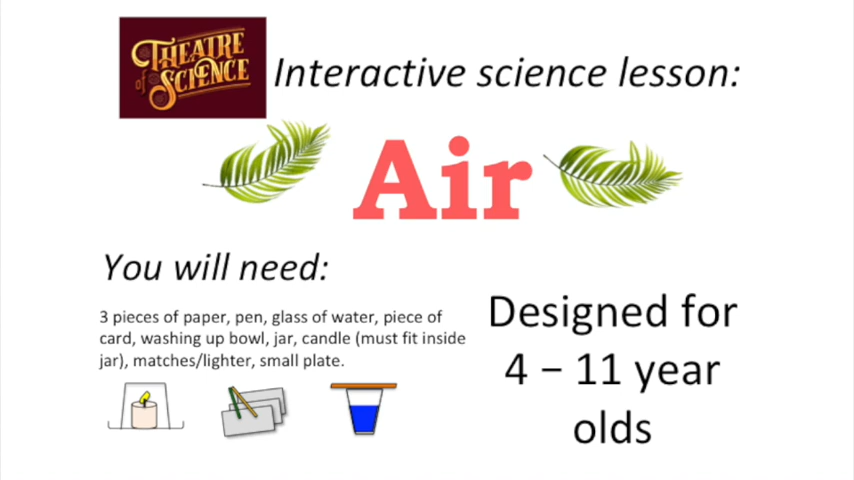 THEATRE
of SCIENCE
Interactive science lesson:
Air
You will need:
3 pieces of paper, pen, glass of water, piece of
card, washing up bowl, jar, candle (must fit inside
jar), matches/lighter, small plate.
Designed for
4 – 11 year
olds